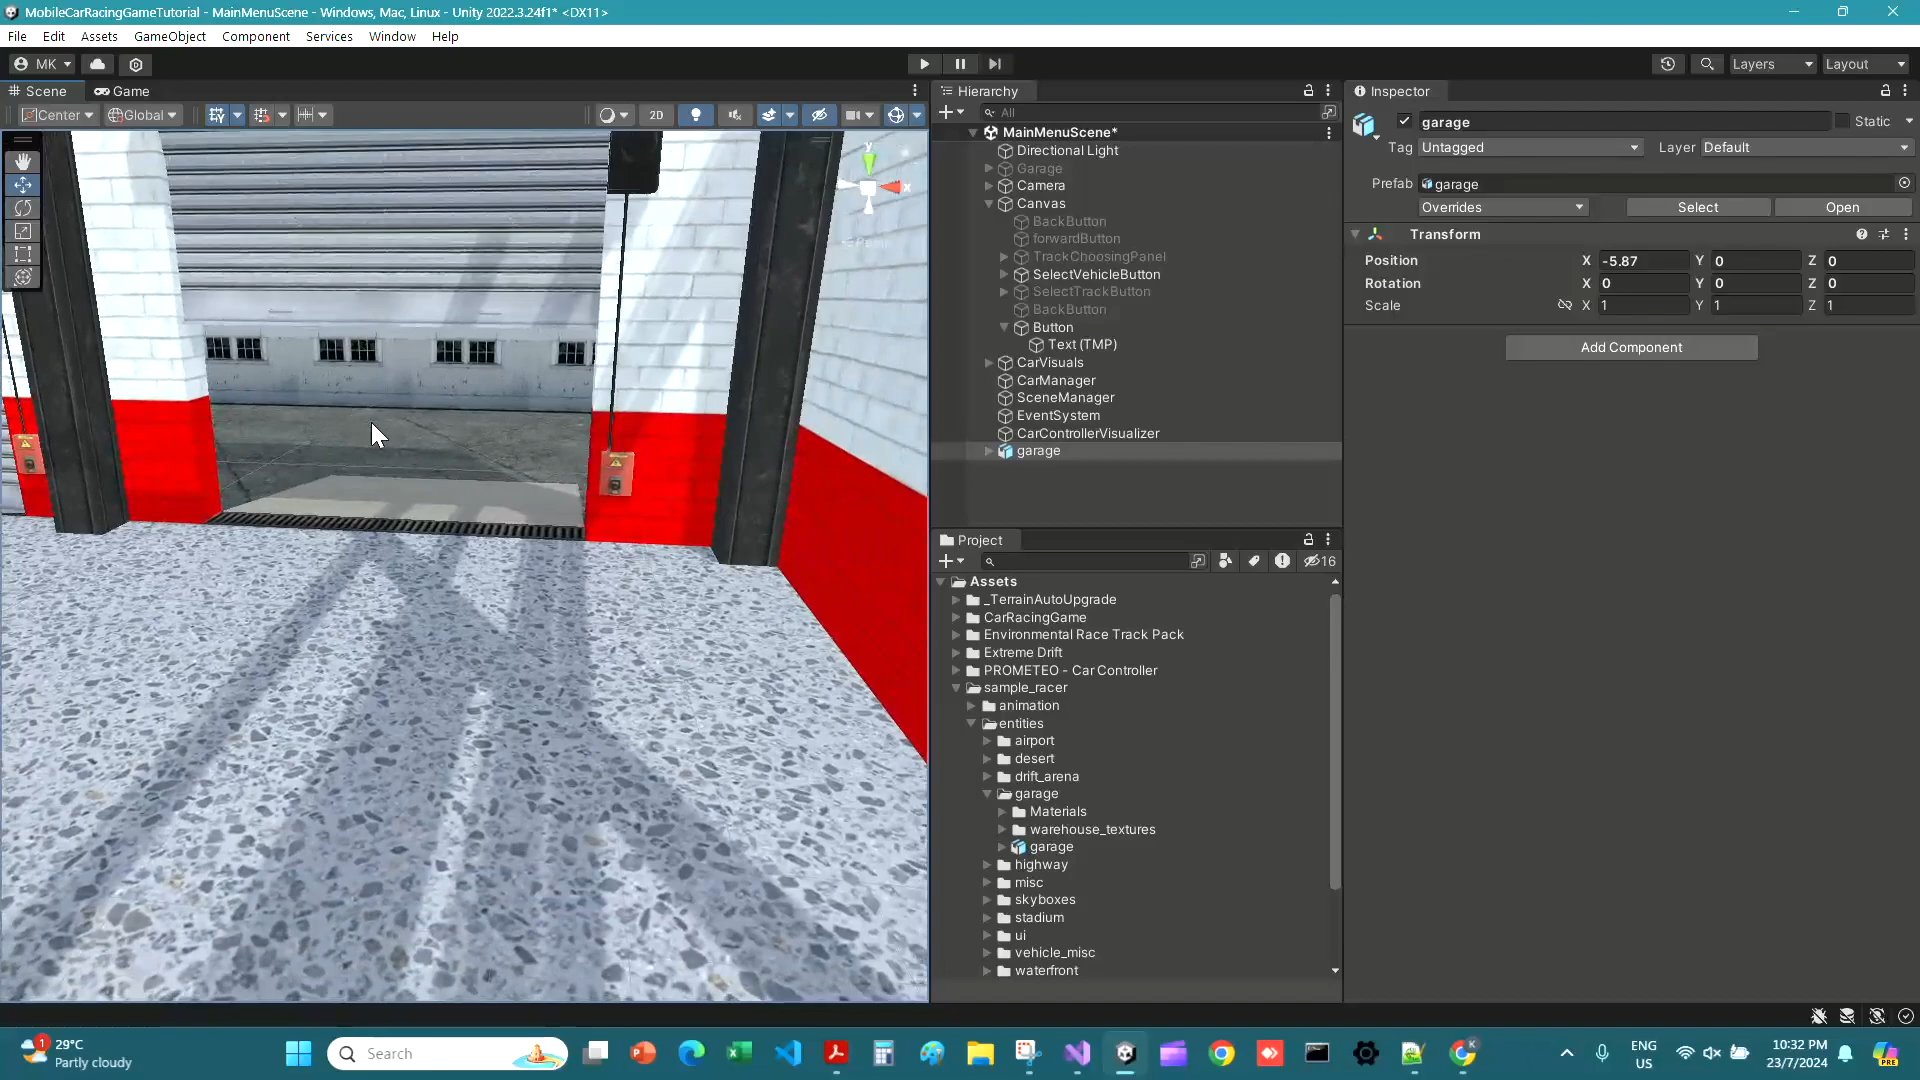 MobileCarRacingGameTutorial - MainMenuScene - Windows, Mac, Linux - Unity 2022.3.24f1* <DX11>
File Edit Assets GameObject Component Services Window Help
MK Layers Layout
Scene Game
Center Global 2D
Hierarchy
All
MainMenuScene*
Directional Light
Garage
Camera
Canvas
BackButton
forwardButton
TrackChoosingPanel
SelectVehicleButton
SelectTrackButton
BackButton
Button
Text (TMP)
CarVisuals
CarManager
SceneManager
EventSystem
CarControllerVisualizer
garage
Project
16
Assets
_TerrainAutoUpgrade
CarRacingGame
Environmental Race Track Pack
Extreme Drift
PROMETEO - Car Controller
sample_racer
animation
entities
airport
desert
drift_arena
garage
Materials
warehouse_textures
garage
highway
misc
skyboxes
stadium
ui
vehicle_misc
waterfront
Inspector
garage Static
Tag Untagged Layer Default
Prefab garage
Overrides Select Open
Transform
Position X -5.87 Y 0 Z 0
Rotation X 0 Y 0 Z 0
Scale X 1 Y 1 Z 1
Add Component
y
x
1
29°C
Partly cloudy
Search
ENG
US
10:32 PM
23/7/2024